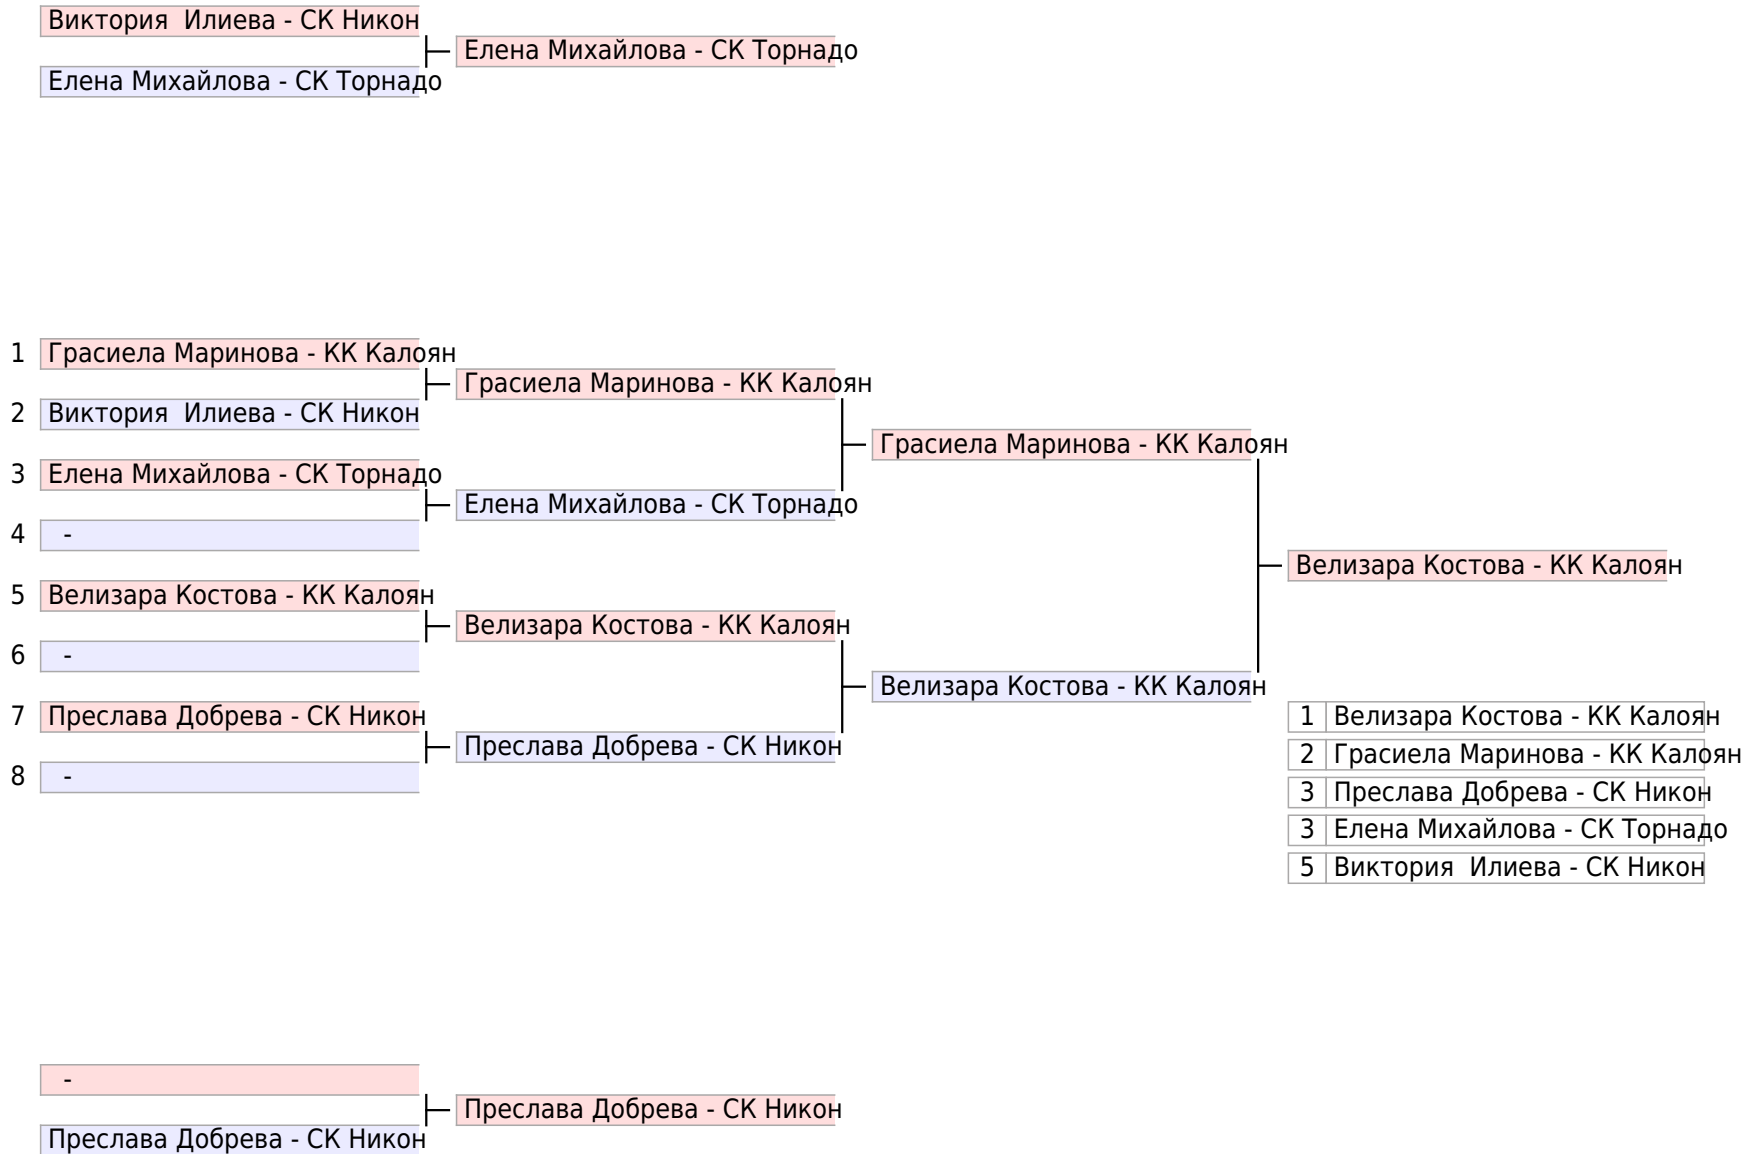 Виктория  Илиева - СК Никон
Елена Михайлова - СК Торнадо
Елена Михайлова - СК Торнадо
1 Грасиела Маринова - КК Калоян
Грасиела Маринова - КК Калоян
2 Виктория  Илиева - СК Никон
Грасиела Маринова - КК Калоян
3 Елена Михайлова - СК Торнадо
Елена Михайлова - СК Торнадо
4 -
Велизара Костова - КК Калоян
5 Велизара Костова - КК Калоян
Велизара Костова - КК Калоян
6 -
Велизара Костова - КК Калоян
7 Преслава Добрева - СК Никон
Преслава Добрева - СК Никон
8 -
1 Велизара Костова - КК Калоян
2 Грасиела Маринова - КК Калоян
3 Преслава Добрева - СК Никон
3 Елена Михайлова - СК Торнадо
5 Виктория  Илиева - СК Никон
-
Преслава Добрева - СК Никон
Преслава Добрева - СК Никон